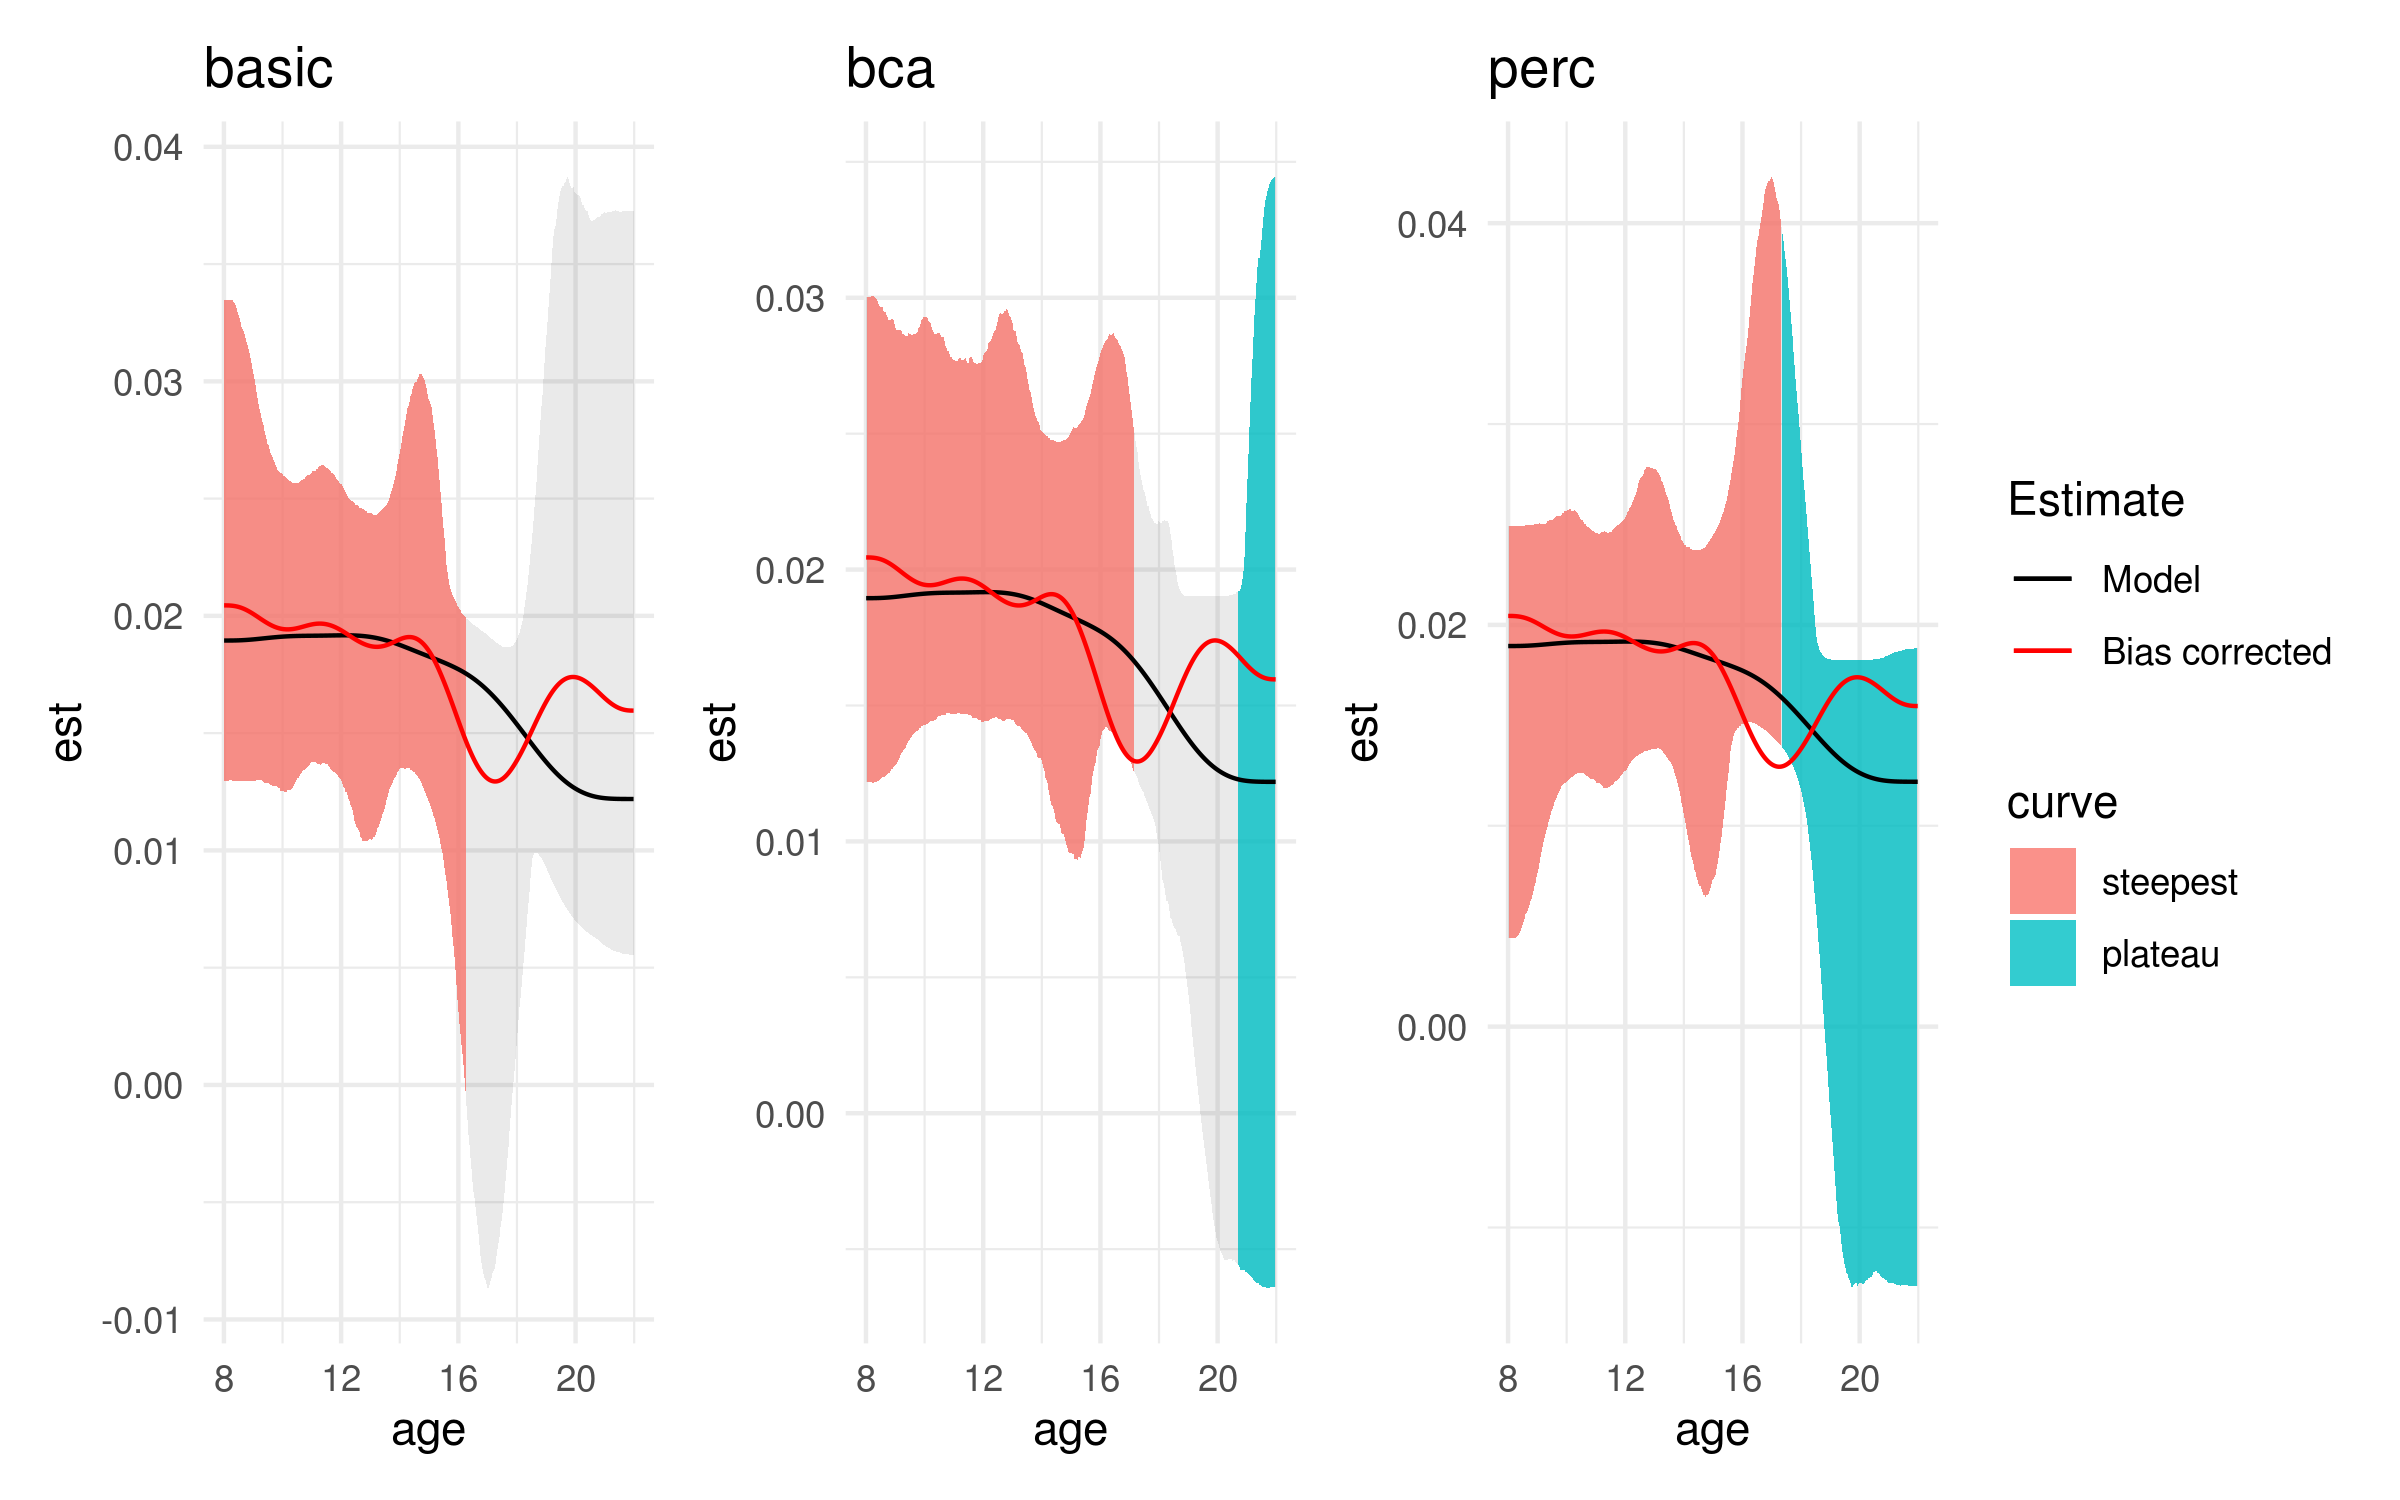 basic
bca
perc
0.04
0.03
0.02
0.01
0.00
-0.01
est
8 12 16 20
age
0.03
0.02
0.01
0.00
est
8 12 16 20
age
0.04
0.02
0.00
est
8 12 16 20
age
Estimate
Model
Bias corrected
curve
steepest
plateau